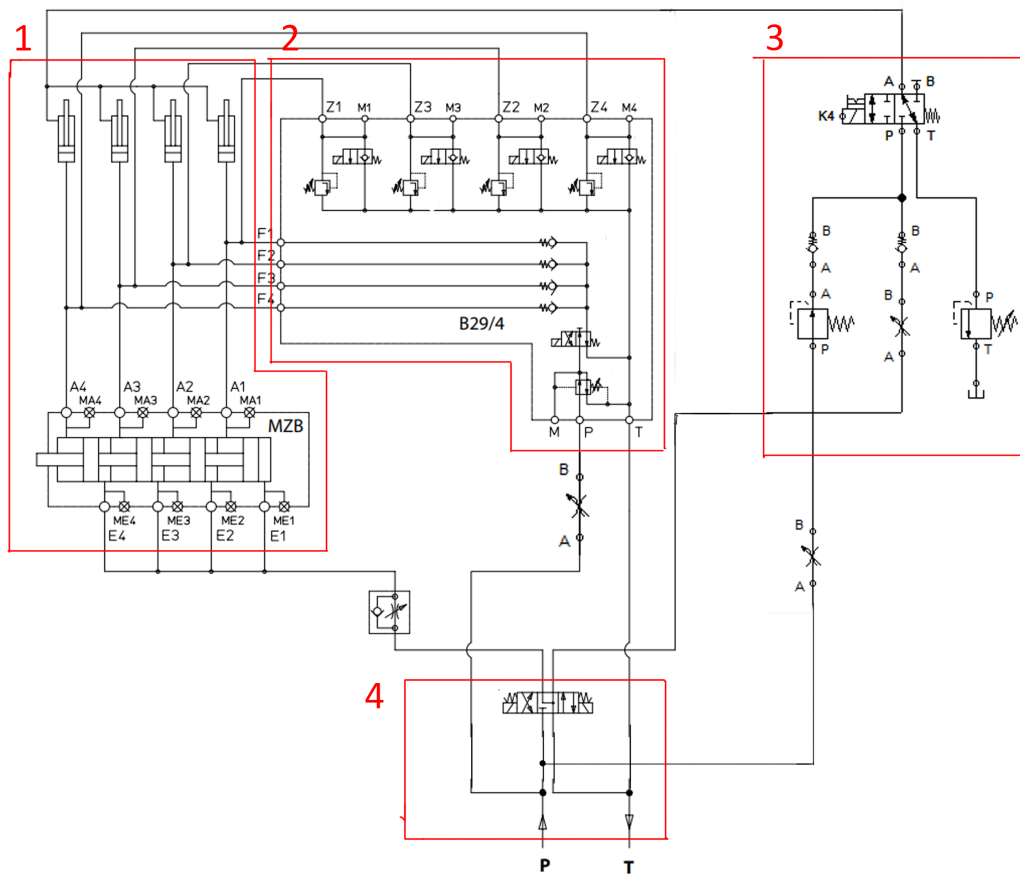 1
2
3
Z1 M1 Z3 M3 Z2 M2 Z4 M4
A B
K4
P T
F1
F2
F3
F4
B29/4
B B
A A
A B P
P A T
A4 A3 A2 A1
MA4 MA3 MA2 MA1
MZB
M P T
B
A
ME4 ME3 ME2 ME1
E4 E3 E2 E1
B
A
4
P T